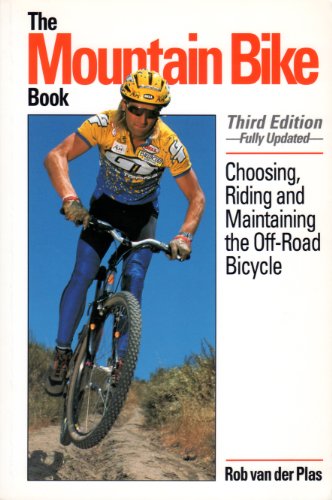 The
Mountain Bike
Book
Third Edition
—Fully Updated—
Choosing,
Riding and
Maintaining
the Off-Road
Bicycle
BELL
Rob van der Plas